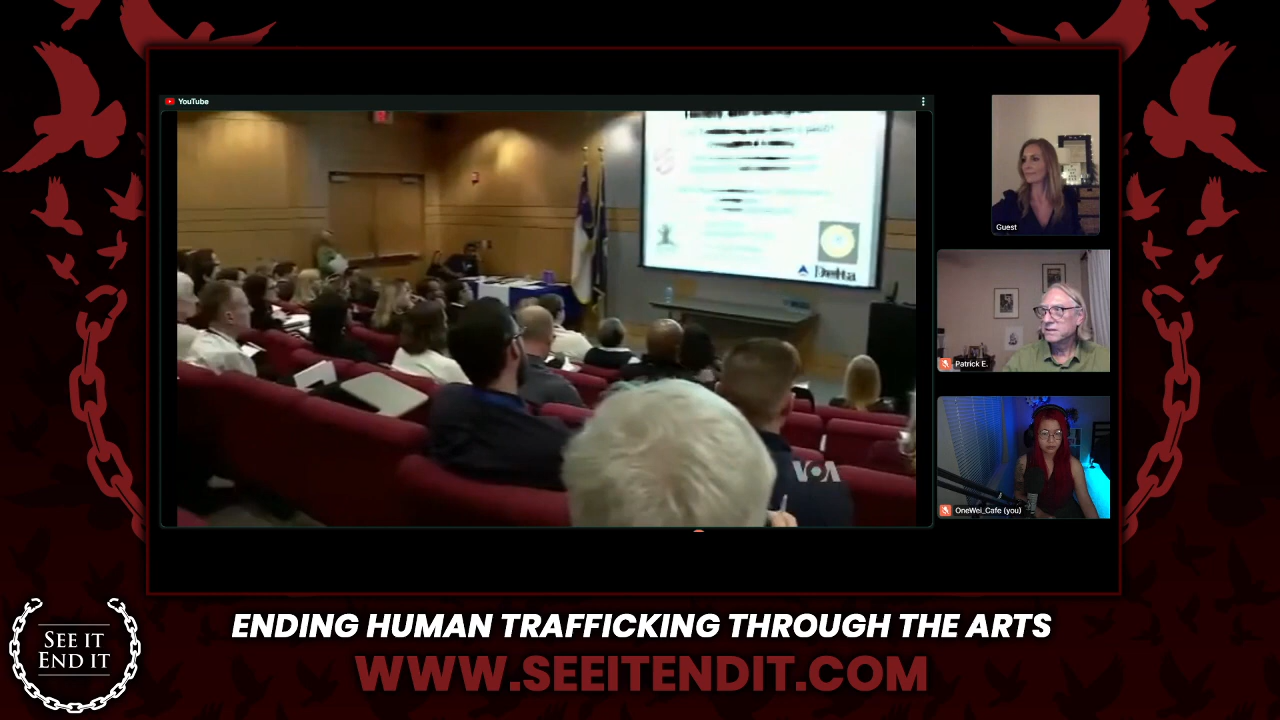 YouTube
Delta
VOA
Guest
Patrick E.
OneWei_Cafe (you)
SEE IT
END IT
ENDING HUMAN TRAFFICKING THROUGH THE ARTS
WWW.SEEITENDIT.COM